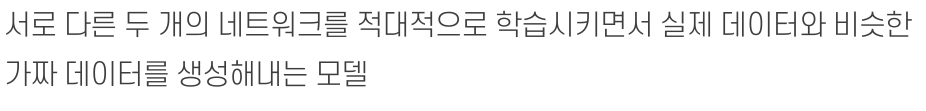 서로 다른 두 개의 네트워크를 적대적으로 학습시키면서 실제 데이터와 비슷한
가짜 데이터를 생성해내는 모델